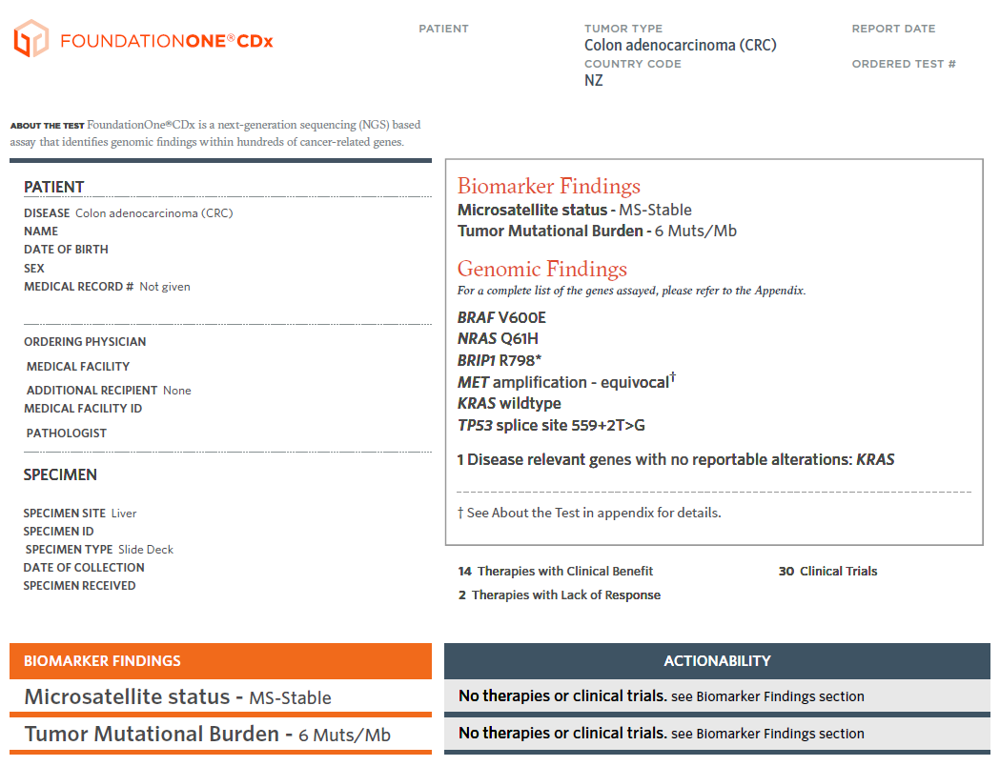 FOUNDATIONONE®CDx
PATIENT
TUMOR TYPE
Colon adenocarcinoma (CRC)
COUNTRY CODE
NZ
REPORT DATE
ORDERED TEST #
ABOUT THE TEST FoundationOne®CDx is a next-generation sequencing (NGS) based
assay that identifies genomic findings within hundreds of cancer-related genes.
PATIENT
DISEASE Colon adenocarcinoma (CRC)
NAME
DATE OF BIRTH
SEX
MEDICAL RECORD # Not given
ORDERING PHYSICIAN
MEDICAL FACILITY
ADDITIONAL RECIPIENT None
MEDICAL FACILITY ID
PATHOLOGIST
SPECIMEN
SPECIMEN SITE Liver
SPECIMEN ID
SPECIMEN TYPE Slide Deck
DATE OF COLLECTION
SPECIMEN RECEIVED
Biomarker Findings
Microsatellite status - MS-Stable
Tumor Mutational Burden - 6 Muts/Mb
Genomic Findings
For a complete list of the genes assayed, please refer to the Appendix.
BRAF V600E
NRAS Q61H
BRIP1 R798*
MET amplification - equivocal†
KRAS wildtype
TP53 splice site 559+2T>G
1 Disease relevant genes with no reportable alterations: KRAS
† See About the Test in appendix for details.
14 Therapies with Clinical Benefit
30 Clinical Trials
2 Therapies with Lack of Response
BIOMARKER FINDINGS
ACTIONABILITY
Microsatellite status - MS-Stable
No therapies or clinical trials. see Biomarker Findings section
Tumor Mutational Burden - 6 Muts/Mb
No therapies or clinical trials. see Biomarker Findings section